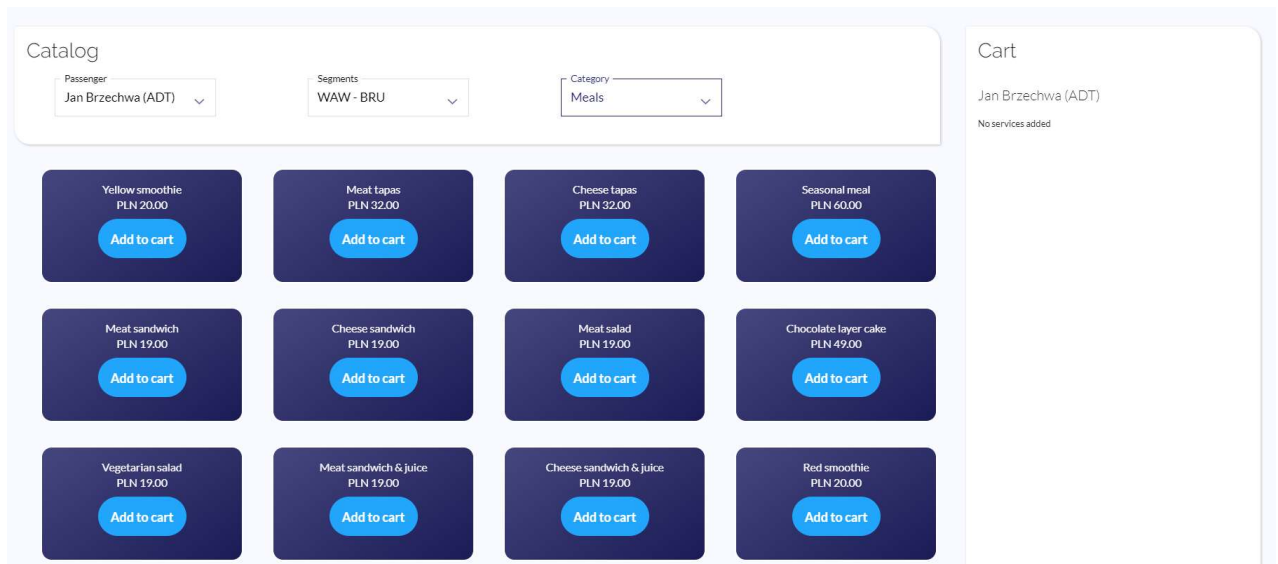 Catalog
Passenger
Jan Brzechwa (ADT)
Segments
WAW - BRU
Category
Meals
Yellow smoothie
PLN 20.00
Add to cart
Meat tapas
PLN 32.00
Add to cart
Cheese tapas
PLN 32.00
Add to cart
Seasonal meal
PLN 60.00
Add to cart
Meat sandwich
PLN 19.00
Add to cart
Cheese sandwich
PLN 19.00
Add to cart
Meat salad
PLN 19.00
Add to cart
Chocolate layer cake
PLN 49.00
Add to cart
Vegetarian salad
PLN 19.00
Add to cart
Meat sandwich & juice
PLN 19.00
Add to cart
Cheese sandwich & juice
PLN 19.00
Add to cart
Red smoothie
PLN 20.00
Add to cart
Cart
Jan Brzechwa (ADT)
No services added